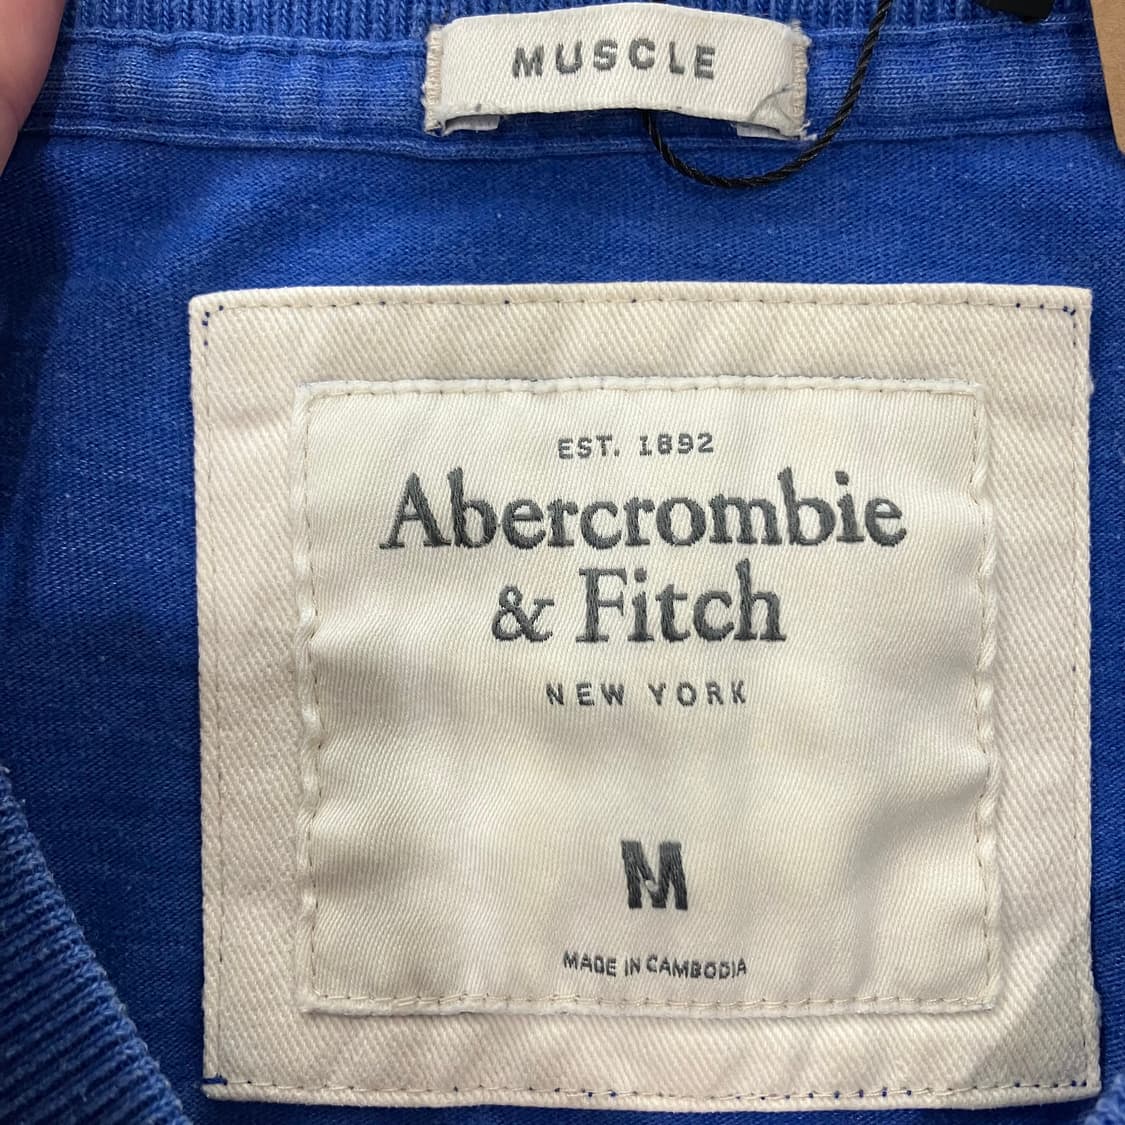 MUSCLE
EST. 1892
Abercrombie
& Fitch
NEW YORK
M
MADE IN CAMBODIA